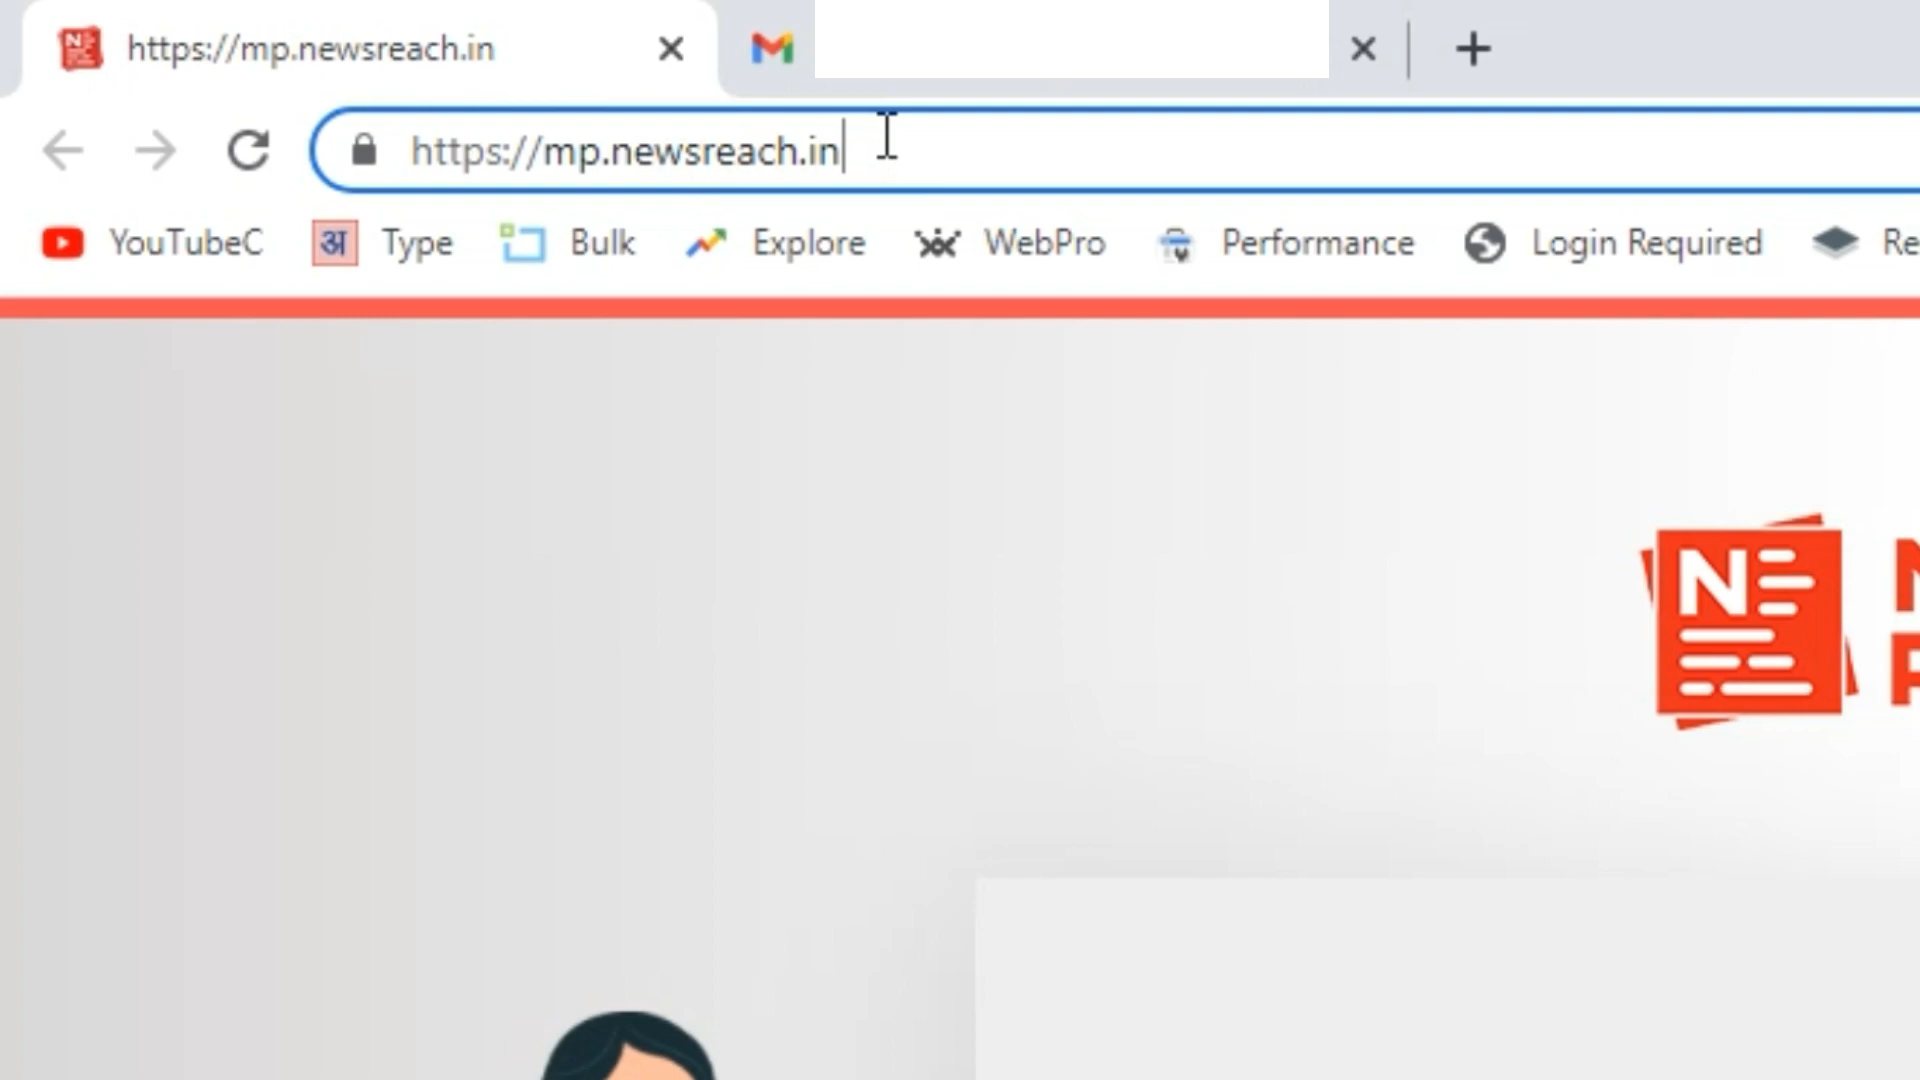 https://mp.newsreach.in
https://mp.newsreach.in
YouTubeC अ Type Bulk Explore WebPro Performance Login Required Re
N